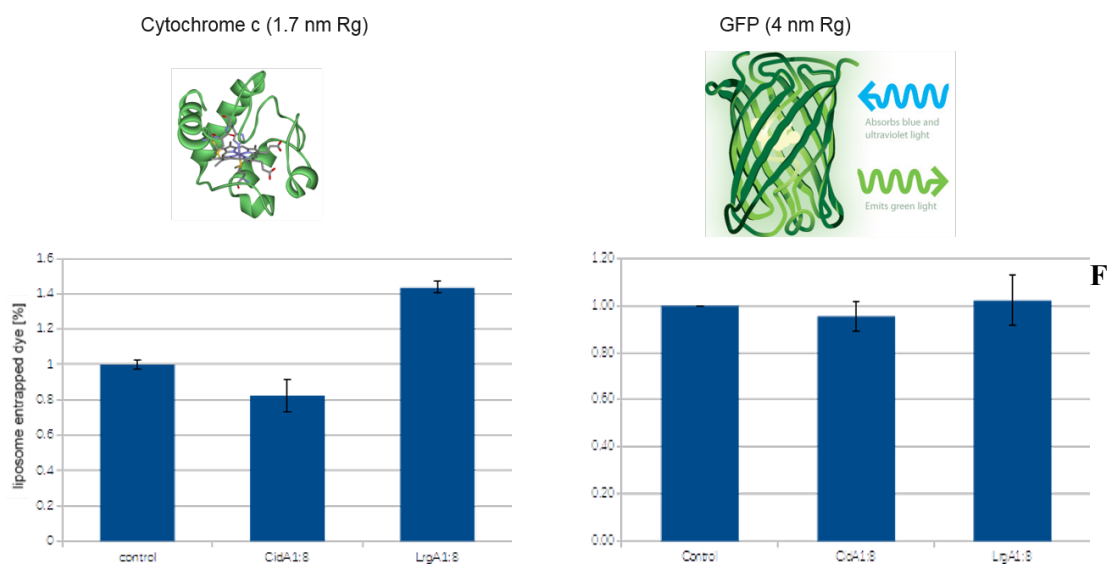 Cytochrome c (1.7 nm Rg)
GFP (4 nm Rg)
Absorbs blue and
ultraviolet light
Emits green light
liposome entrapped dye [%]
1.6
1.4
1.2
1
0.8
0.6
0.4
0.2
0
control
CidA1:8
LrgA1:8
F
1.20
1.00
0.80
0.60
0.40
0.20
0.00
Control
CidA1:8
LrgA1:8